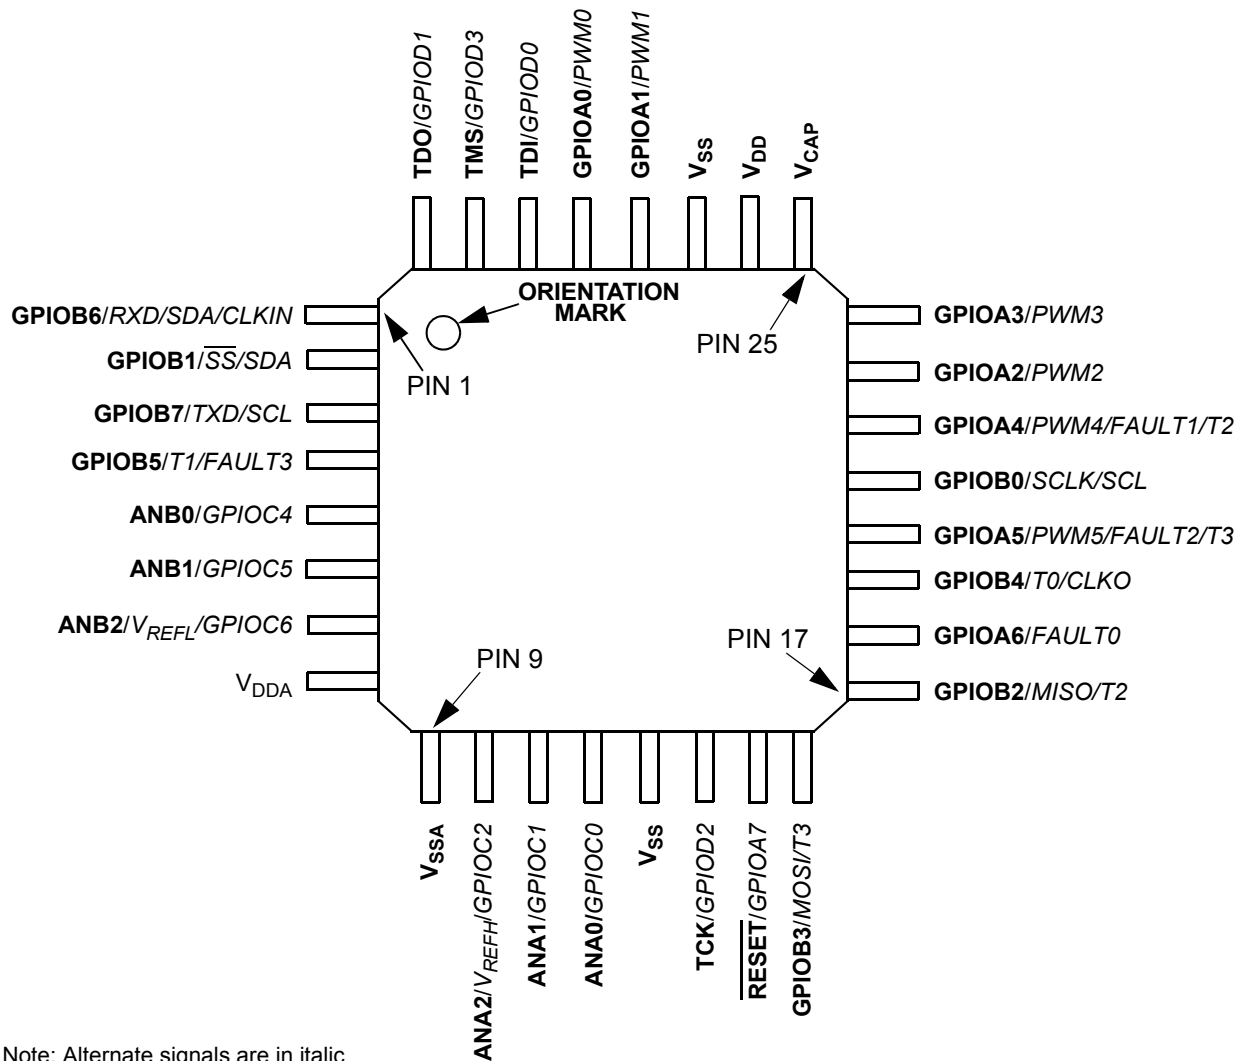 TDO/GPIOD1
TMS/GPIOD3
TDI/GPIOD0
GPIOA0/PWM0
GPIOA1/PWM1
VSS
VDD
VCAP
ORIENTATION
MARK
PIN 25
PIN 1
GPIOB6/RXD/SDA/CLKIN
GPIOB1/S̅S̅/SDA
GPIOB7/TXD/SCL
GPIOB5/T1/FAULT3
ANB0/GPIOC4
ANB1/GPIOC5
ANB2/VREFL/GPIOC6
VDDA
GPIOA3/PWM3
GPIOA2/PWM2
GPIOA4/PWM4/FAULT1/T2
GPIOB0/SCLK/SCL
GPIOA5/PWM5/FAULT2/T3
GPIOB4/T0/CLKO
GPIOA6/FAULT0
GPIOB2/MISO/T2
PIN 9
PIN 17
VSSA
ANA2/VREFH/GPIOC2
ANA1/GPIOC1
ANA0/GPIOC0
VSS
TCK/GPIOD2
R̅E̅S̅E̅T̅/GPIOA7
GPIOB3/MOSI/T3
Note: Alternate signals are in italic